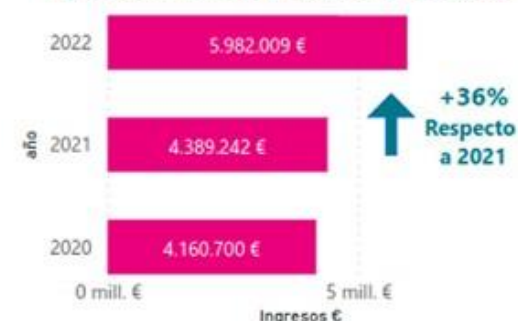 2022
5.982.009 €
+36%
Respecto
a 2021
año
2021
4.389.242 €
2020
4.160.700 €
0 mill. €
5 mill. €
Ingresos €